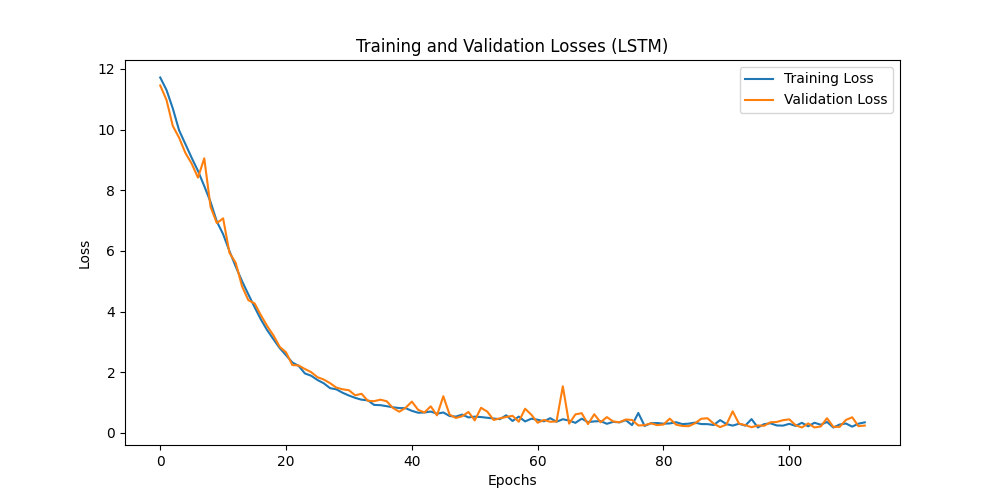 Training and Validation Losses (LSTM)
Training Loss
Validation Loss
Loss
12
10
8
6
4
2
0
0 20 40 60 80 100
Epochs